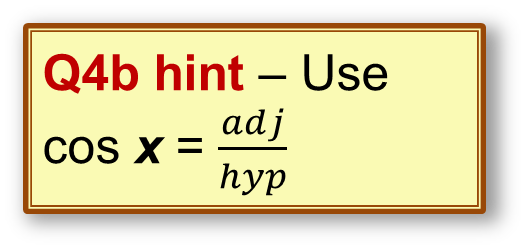 Q4b hint – Use
cos x = adj/hyp